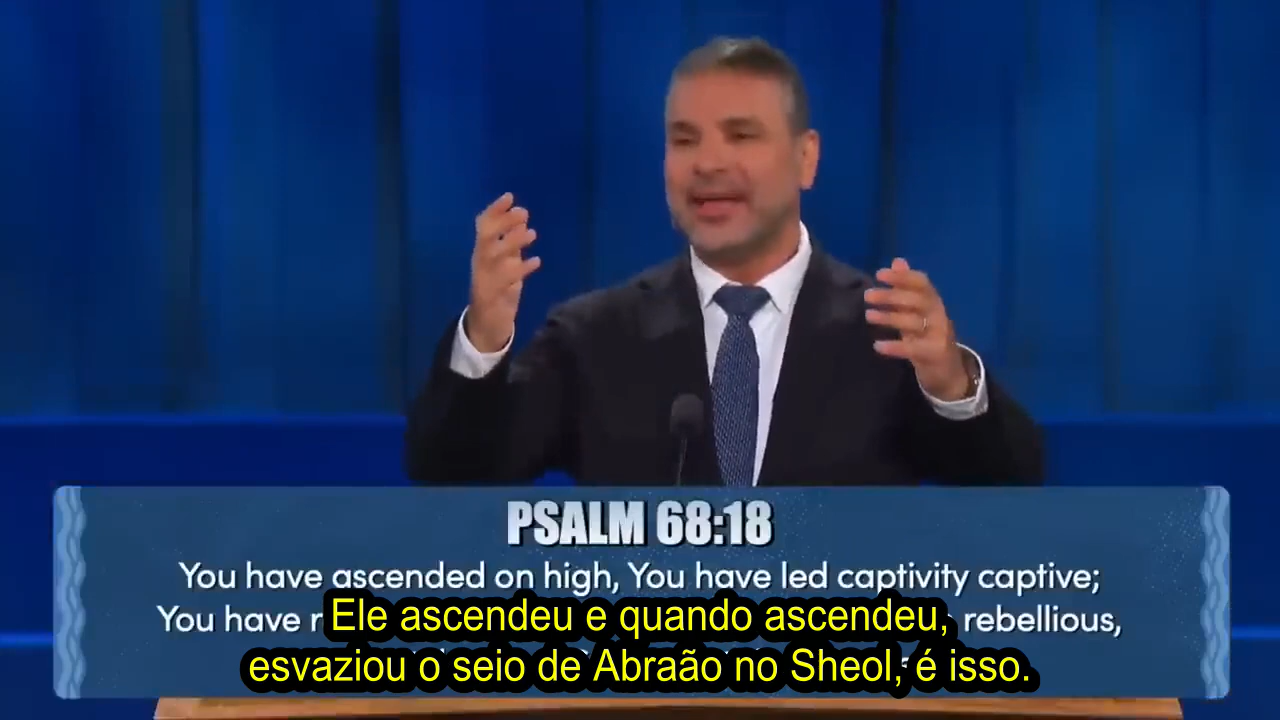 PSALM 68:18
You have ascended on high, You have led captivity captive;
You have rebellious,
Ele ascendeu e quando ascendeu,
esvaziou o seio de Abraão no Sheol, é isso.